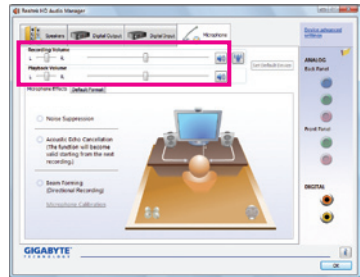 Realtek HD Audio Manager
Speakers
Digital Output
Digital Input
Microphone
Device advanced
settings
Recording Volume
L R
Set Default Device
Playback Volume
L R
ANALOG
Back Panel
Microphone Effects
Default Format
Noise Suppression
Acoustic Echo Cancellation
(The function will become
valid starting from the next
recording.)
Front Panel
Beam Forming
(Directional Recording)
Microphone Calibration
DIGITAL
GIGABYTE
TECHNOLOGY
OK